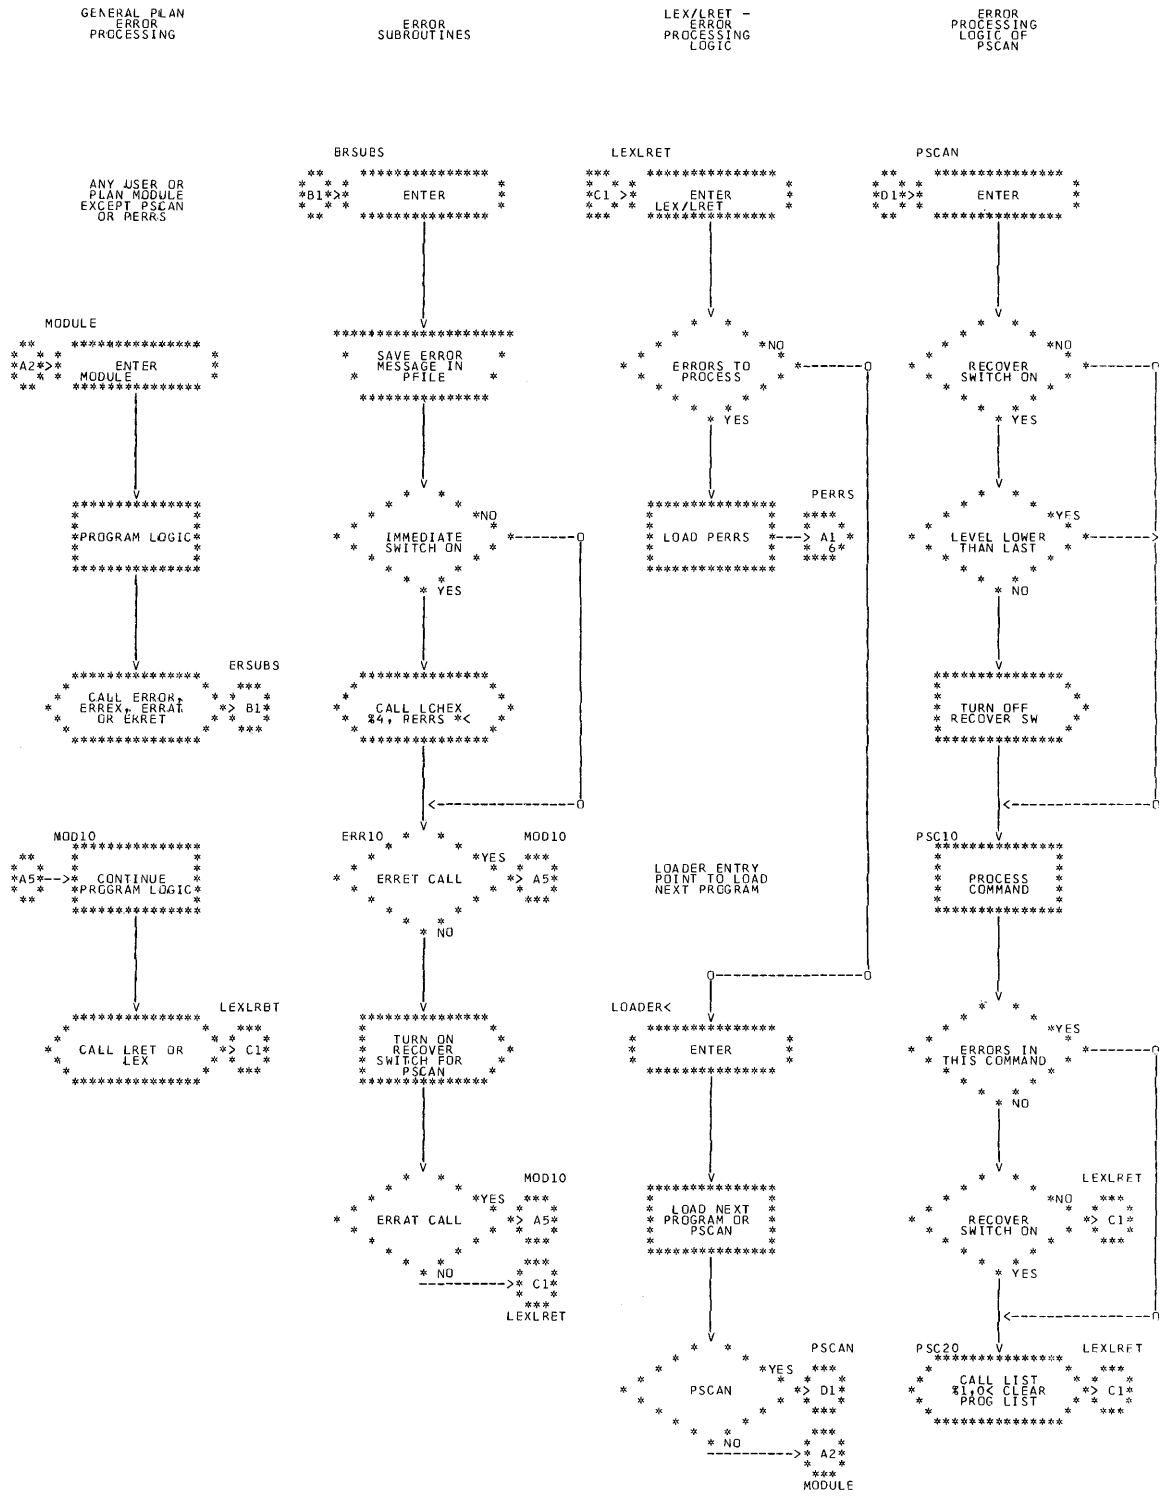 GENERAL PLAN
ERROR
PROCESSING
ERROR
SUBROUTINES
LEX/LRET -
ERROR
PROCESSING
LOGIC
ERROR
PROCESSING
LOGIC OF
PSCAN
ANY USER OR
PLAN MODULE
EXCEPT PSCAN
OR PERRS
MODULE
A2
ENTER
MODULE
PROGRAM LOGIC
ERSUBS
CALL ERROR,
ERREX, ERRAT
OR ERRET
B1
MOD10
A5
CONTINUE
PROGRAM LOGIC
LEXLRET
CALL LRET OR
LEX
C1
BRSUBS
B1
ENTER
SAVE ERROR
MESSAGE IN
PFILE
NO
IMMEDIATE
SWITCH ON
YES
CALL LCHEX
%4, PERRS *<
ERR10
MOD10
YES
ERRET CALL
A5
NO
TURN ON
RECOVER
SWITCH FOR
PSCAN
MOD10
YES
ERRAT CALL
A5
NO
C1
LEXLRET
LEXLRET
C1
ENTER
LEX/LRET
NO
ERRORS TO
PROCESS
YES
PERRS
LOAD PERRS
A1
6
LOADER ENTRY
POINT TO LOAD
NEXT PROGRAM
LOADER<
ENTER
LOAD NEXT
PROGRAM OR
PSCAN
PSCAN
YES
PSCAN
D1
NO
A2
MODULE
PSCAN
D1
ENTER
NO
RECOVER
SWITCH ON
YES
YES
LEVEL LOWER
THAN LAST
NO
TURN OFF
RECOVER SW
PSC10
PROCESS
COMMAND
YES
ERRORS IN
THIS COMMAND
NO
LEXLRET
NO
RECOVER
SWITCH ON
C1
YES
PSC20
LEXLRET
CALL LIST
%1,0< CLEAR
PROG LIST
C1